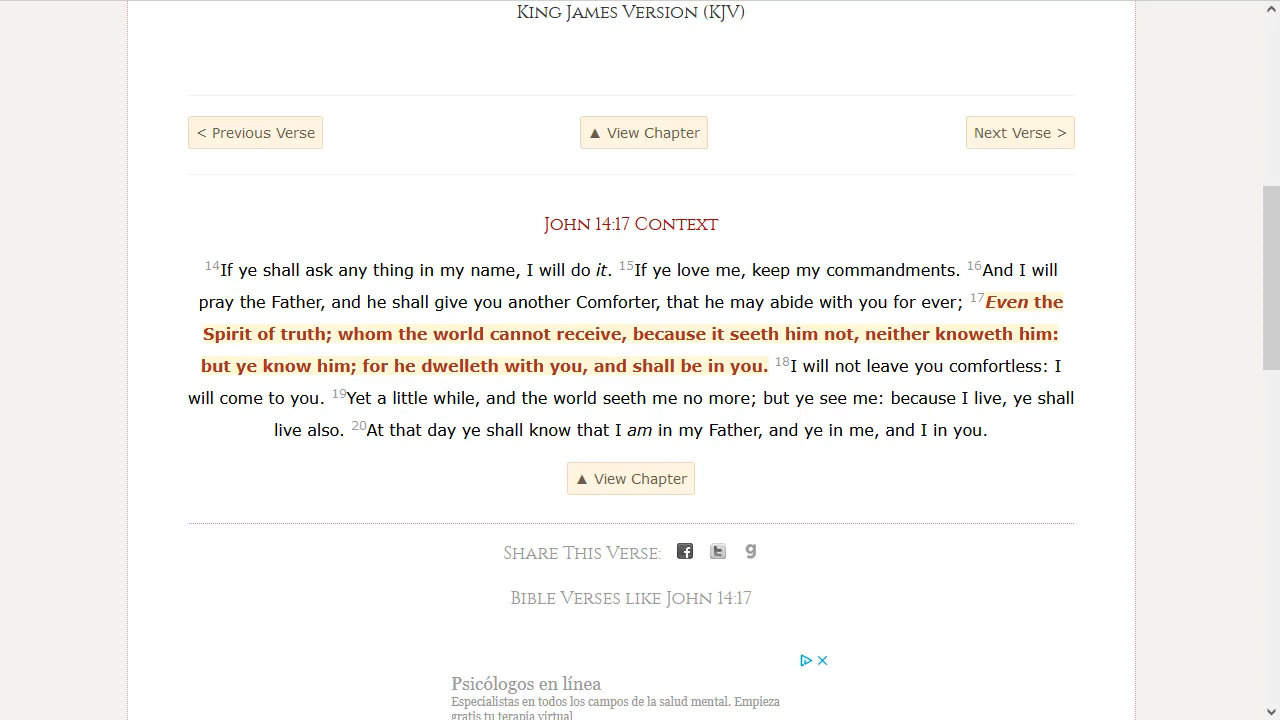 King James Version (KJV)
< Previous Verse
▲ View Chapter
Next Verse >
John 14:17 Context
14If ye shall ask any thing in my name, I will do it. 15If ye love me, keep my commandments. 16And I will
pray the Father, and he shall give you another Comforter, that he may abide with you for ever; 17Even the
Spirit of truth; whom the world cannot receive, because it seeth him not, neither knoweth him:
but ye know him; for he dwelleth with you, and shall be in you. 18I will not leave you comfortless: I
will come to you. 19Yet a little while, and the world seeth me no more; but ye see me: because I live, ye shall
live also. 20At that day ye shall know that I am in my Father, and ye in me, and I in you.
▲ View Chapter
Share This Verse:
Bible Verses like John 14:17
Psicólogos en línea
Especialistas en todos los campos de la salud mental. Empieza
gratis tu terapia virtual